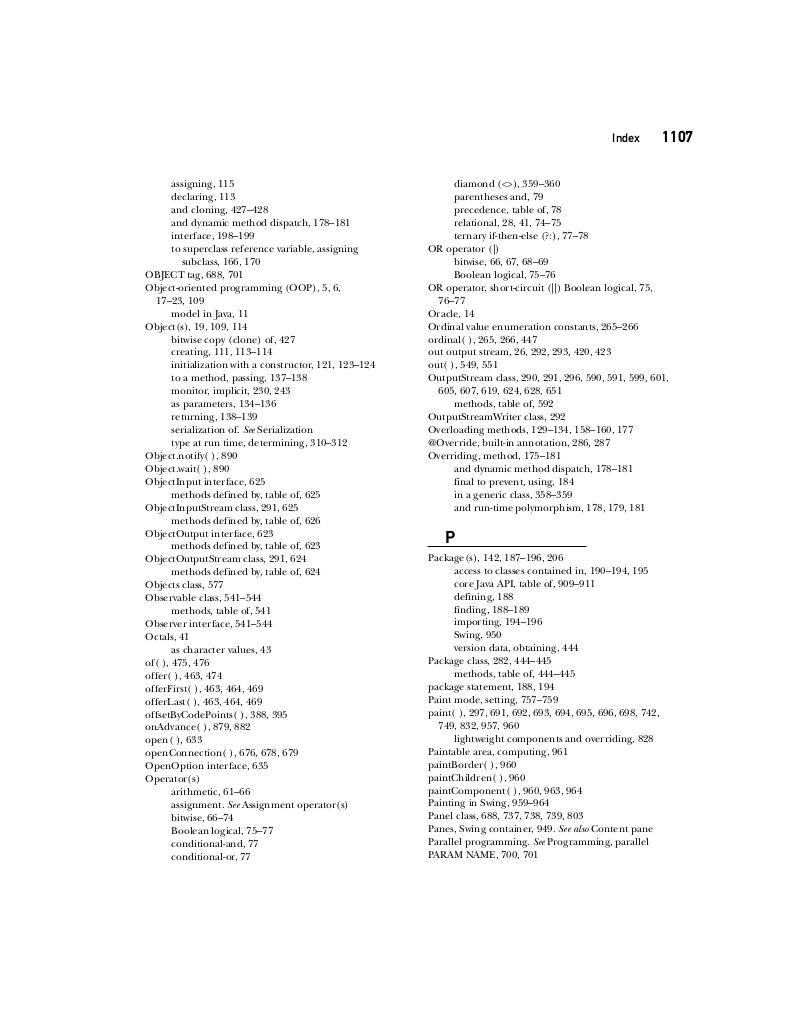 Index 1107
assigning, 115
declaring, 113
and cloning, 427–428
and dynamic method dispatch, 178–181
interface, 198–199
to superclass reference variable, assigning
subclass, 166, 170
OBJECT tag, 688, 701
Object-oriented programming (OOP), 5, 6,
17–23, 109
model in Java, 11
Object(s), 19, 109, 114
bitwise copy (clone) of, 427
creating, 111, 113–114
initialization with a constructor, 121, 123–124
to a method, passing, 137–138
monitor, implicit, 230, 243
as parameters, 134–136
returning, 138–139
serialization of. See Serialization
type at run time, determining, 310–312
Object.notify( ), 890
Object.wait( ), 890
ObjectInput interface, 625
methods defined by, table of, 625
ObjectInputStream class, 291, 625
methods defined by, table of, 626
ObjectOutput interface, 623
methods defined by, table of, 623
ObjectOutputStream class, 291, 624
methods defined by, table of, 624
Objects class, 577
Observable class, 541–544
methods, table of, 541
Observer interface, 541–544
Octals, 41
as character values, 43
of( ), 475, 476
offer( ), 463, 474
offerFirst( ), 463, 464, 469
offerLast( ), 463, 464, 469
offsetByCodePoints( ), 388, 395
onAdvance( ), 879, 882
open ( ), 633
openConnection( ), 676, 678, 679
OpenOption interface, 635
Operator(s)
arithmetic, 61–66
assignment. See Assignment operator(s)
bitwise, 66–74
Boolean logical, 75–77
conditional-and, 77
conditional-or, 77
diamond (<>), 359–360
parentheses and, 79
precedence, table of, 78
relational, 28, 41, 74–75
ternary if-then-else (?:), 77–78
OR operator (|)
bitwise, 66, 67, 68–69
Boolean logical, 75–76
OR operator, short-circuit (||) Boolean logical, 75,
76–77
Oracle, 14
Ordinal value enumeration constants, 265–266
ordinal( ), 265, 266, 447
out output stream, 26, 292, 293, 420, 423
out( ), 549, 551
OutputStream class, 290, 291, 296, 590, 591, 599, 601,
605, 607, 619, 624, 628, 651
methods, table of, 592
OutputStreamWriter class, 292
Overloading methods, 129–134, 158–160, 177
@Override, built-in annotation, 286, 287
Overriding, method, 175–181
and dynamic method dispatch, 178–181
final to prevent, using, 184
in a generic class, 358–359
and run-time polymorphism, 178, 179, 181
P
Package(s), 142, 187–196, 206
access to classes contained in, 190–194, 195
core Java API, table of, 909–911
defining, 188
finding, 188–189
importing, 194–196
Swing, 950
version data, obtaining, 444
Package class, 282, 444–445
methods, table of, 444–445
package statement, 188, 194
Paint mode, setting, 757–759
paint( ), 297, 691, 692, 693, 694, 695, 696, 698, 742,
749, 832, 957, 960
lightweight components and overriding, 828
Paintable area, computing, 961
paintBorder( ), 960
paintChildren( ), 960
paintComponent( ), 960, 963, 964
Painting in Swing, 959–964
Panel class, 688, 737, 738, 739, 803
Panes, Swing container, 949. See also Content pane
Parallel programming. See Programming, parallel
PARAM NAME, 700, 701